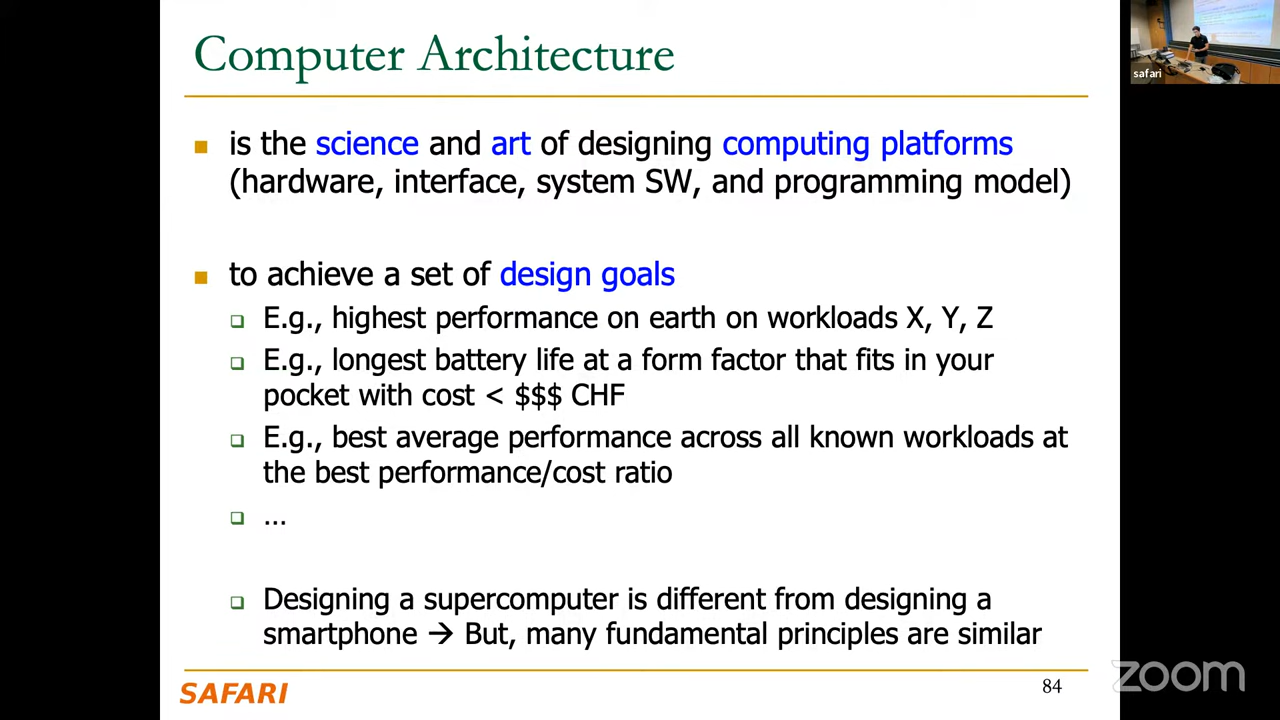 Computer Architecture
is the science and art of designing computing platforms
(hardware, interface, system SW, and programming model)
to achieve a set of design goals
E.g., highest performance on earth on workloads X, Y, Z
E.g., longest battery life at a form factor that fits in your
pocket with cost < $$$ CHF
E.g., best average performance across all known workloads at
the best performance/cost ratio
...
Designing a supercomputer is different from designing a
smartphone → But, many fundamental principles are similar
SAFARI
84
safari
zoom